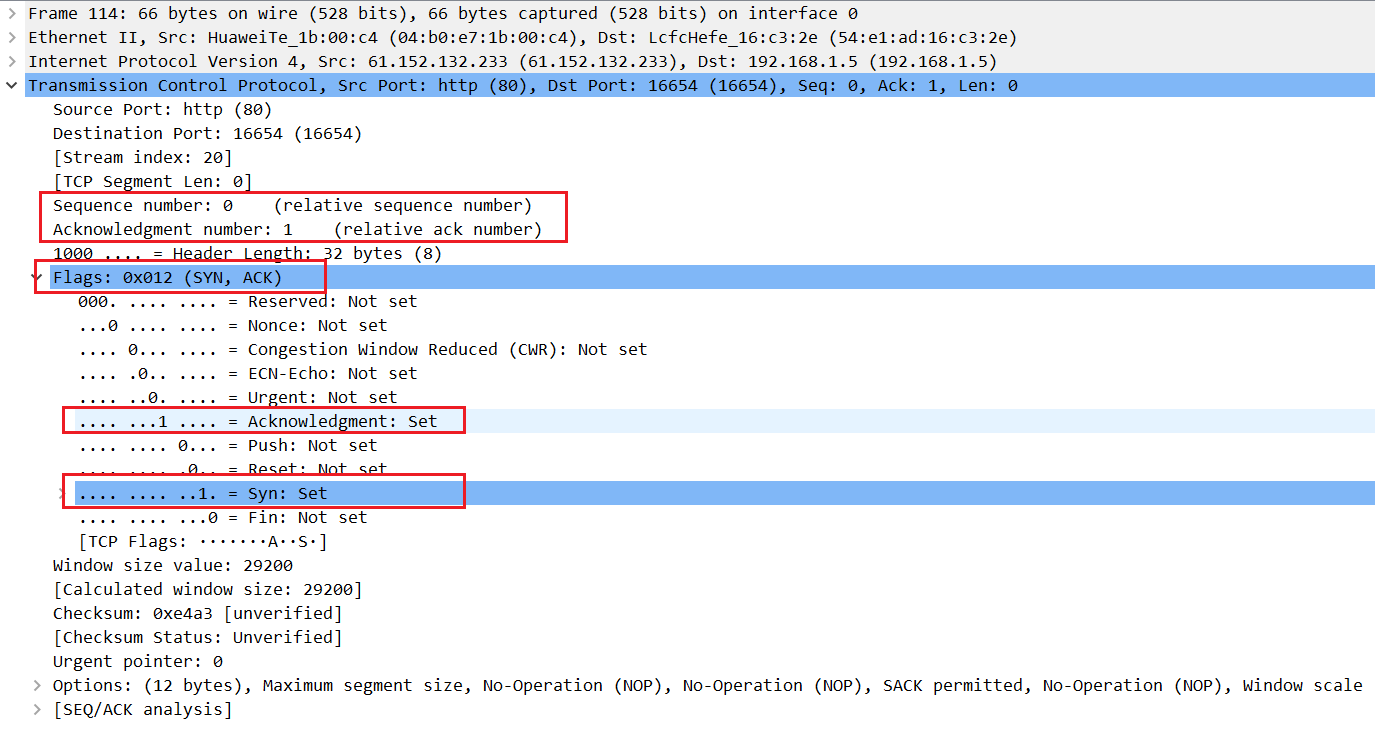 Frame 114: 66 bytes on wire (528 bits), 66 bytes captured (528 bits) on interface 0
Ethernet II, Src: HuaweiTe_1b:00:c4 (04:b0:e7:1b:00:c4), Dst: LcfcHefe_16:c3:2e (54:e1:ad:16:c3:2e)
Internet Protocol Version 4, Src: 61.152.132.233 (61.152.132.233), Dst: 192.168.1.5 (192.168.1.5)
Transmission Control Protocol, Src Port: http (80), Dst Port: 16654 (16654), Seq: 0, Ack: 1, Len: 0
Source Port: http (80)
Destination Port: 16654 (16654)
[Stream index: 20]
[TCP Segment Len: 0]
Sequence number: 0    (relative sequence number)
Acknowledgment number: 1    (relative ack number)
1000 .... = Header Length: 32 bytes (8)
Flags: 0x012 (SYN, ACK)
000. .... .... = Reserved: Not set
...0 .... .... = Nonce: Not set
.... 0... .... = Congestion Window Reduced (CWR): Not set
.... .0.. .... = ECN-Echo: Not set
.... ..0. .... = Urgent: Not set
.... ...1 .... = Acknowledgment: Set
.... .... 0... = Push: Not set
.... .... .0.. = Reset: Not set
.... .... ..1. = Syn: Set
.... .... ...0 = Fin: Not set
[TCP Flags: ·······A··S·]
Window size value: 29200
[Calculated window size: 29200]
Checksum: 0xe4a3 [unverified]
[Checksum Status: Unverified]
Urgent pointer: 0
Options: (12 bytes), Maximum segment size, No-Operation (NOP), No-Operation (NOP), SACK permitted, No-Operation (NOP), Window scale
[SEQ/ACK analysis]